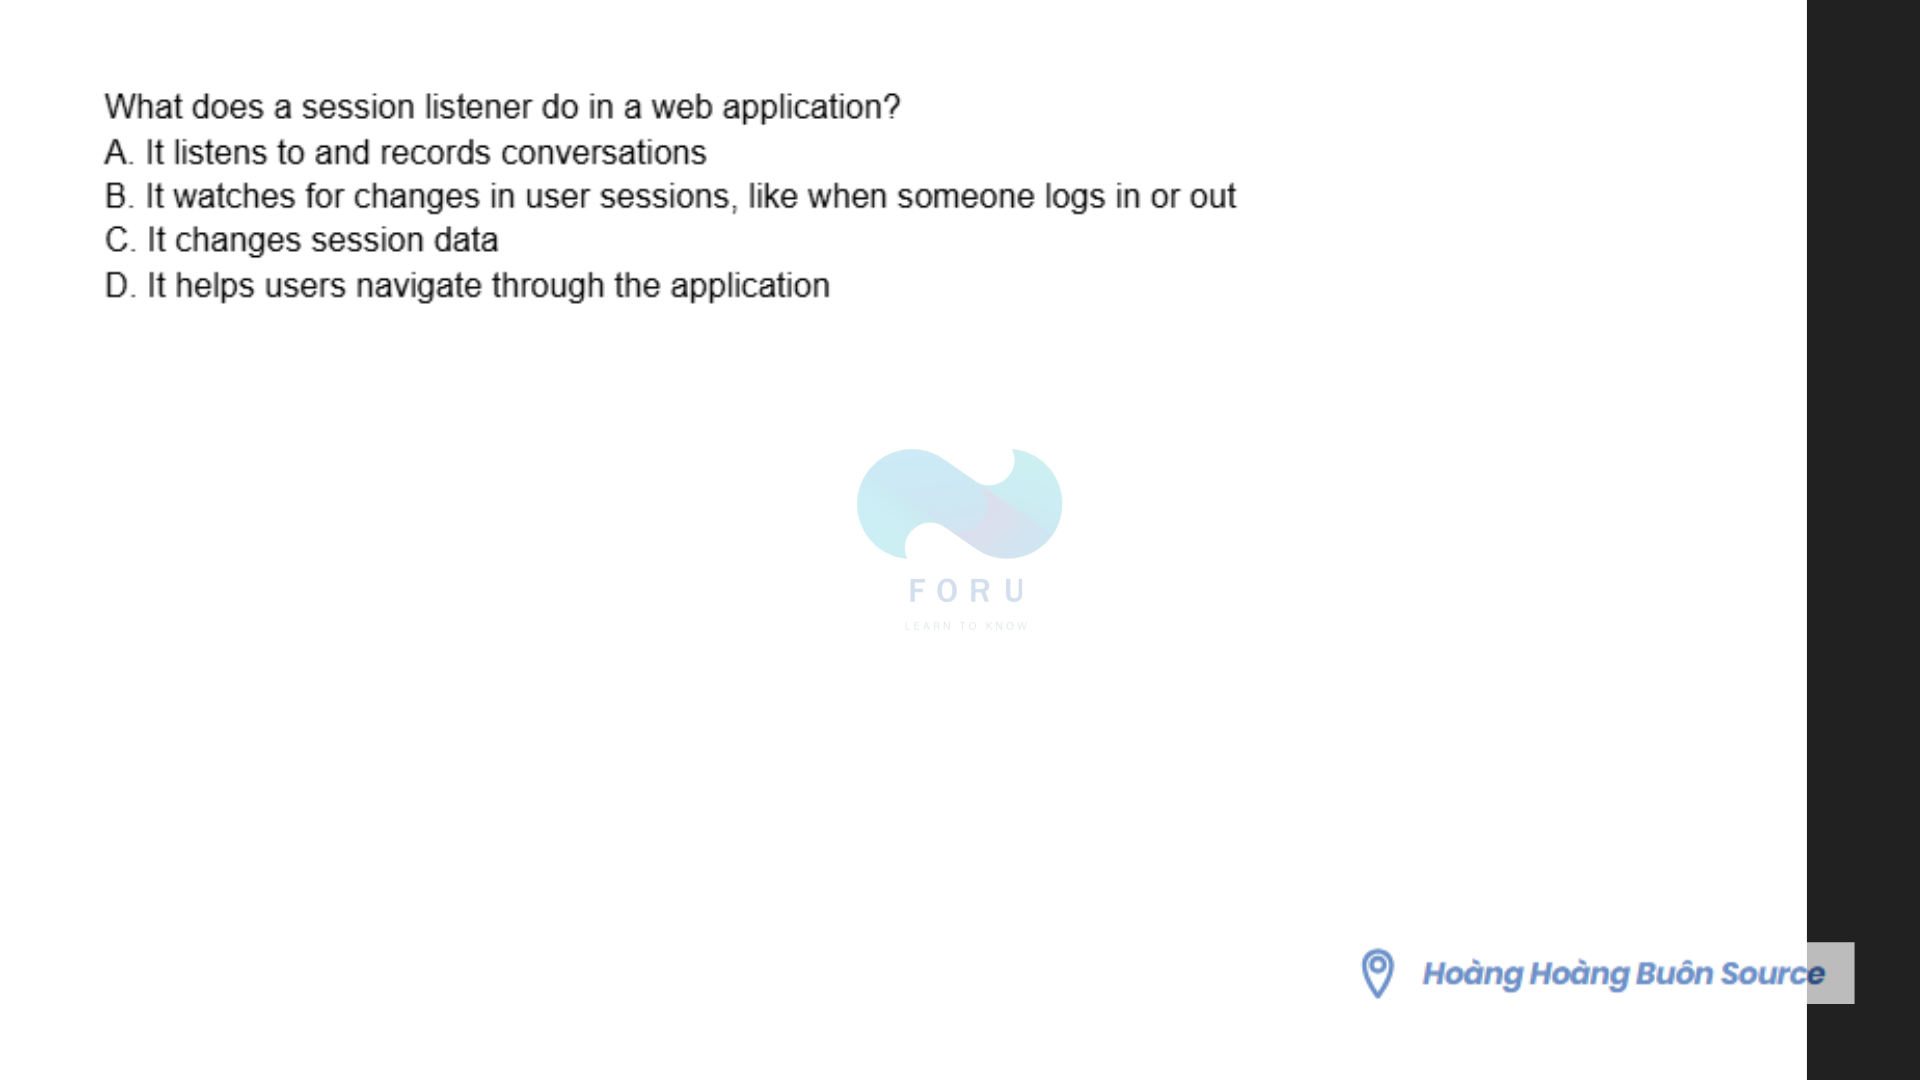 What does a session listener do in a web application?
A. It listens to and records conversations
B. It watches for changes in user sessions, like when someone logs in or out
C. It changes session data
D. It helps users navigate through the application
FORU
LEARN TO KNOW
Hoàng Hoàng Buôn Source